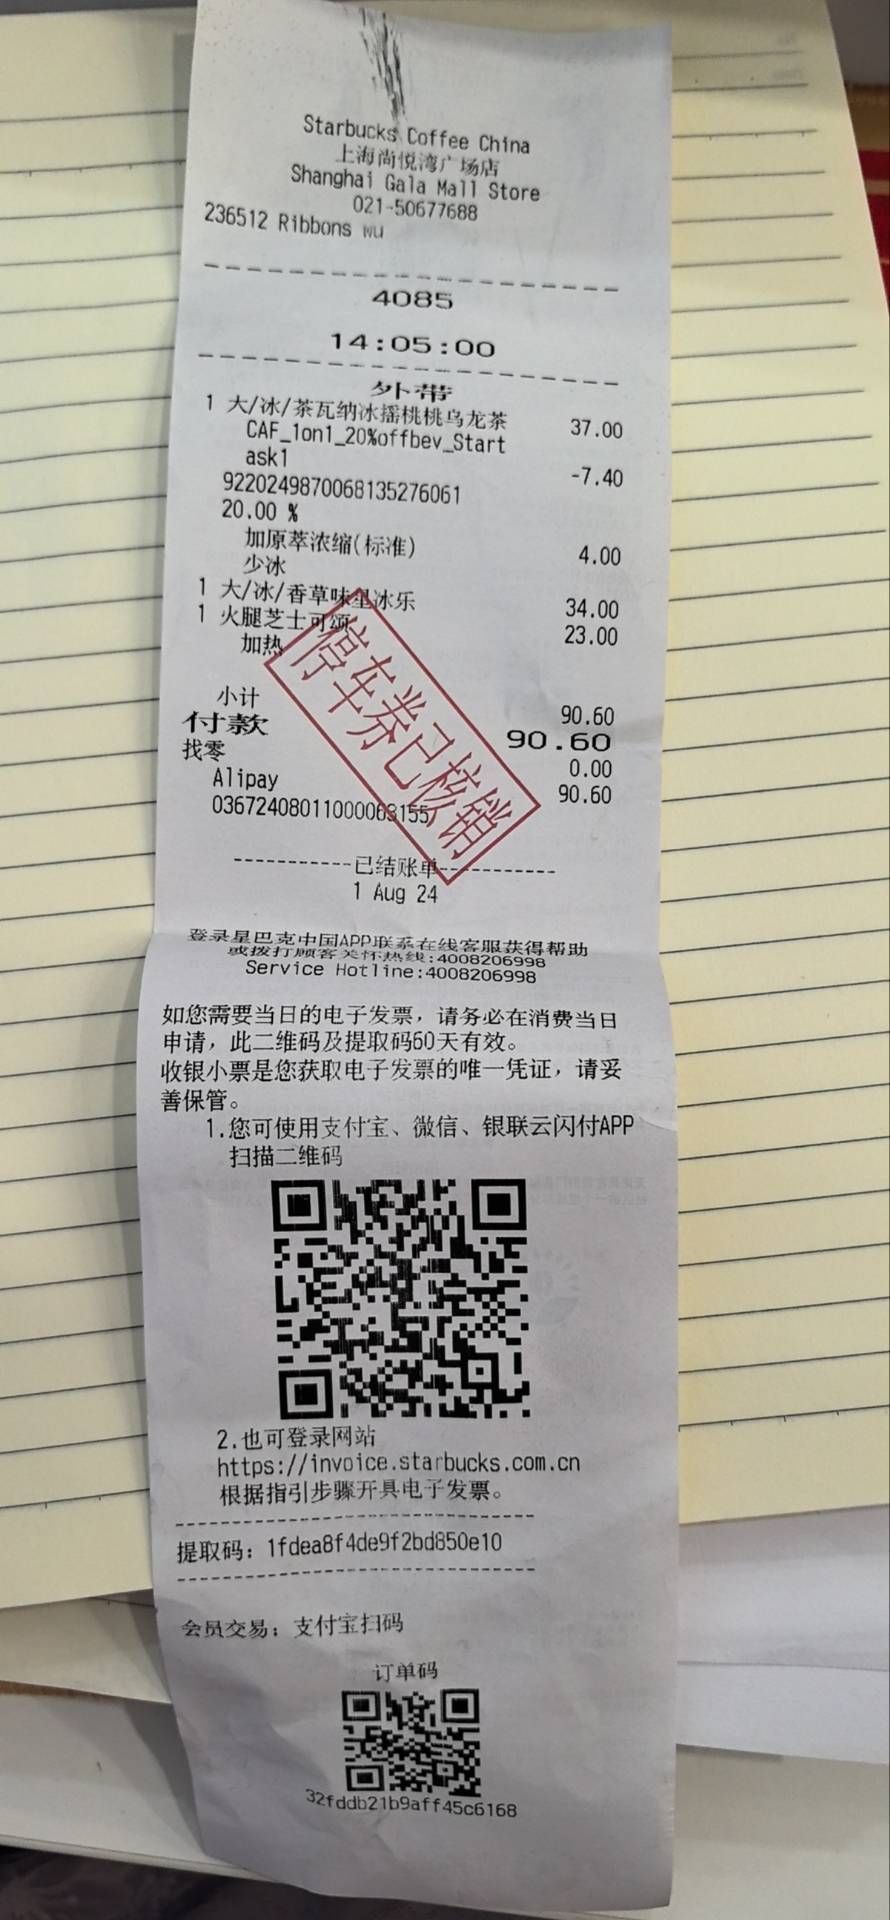 Starbucks Coffee China
上海尚悦湾广场店
Shanghai Gala Mall Store
021-50677688
236512 Ribbons wu
4085
14:05:00
外带
1 大/冰/茶瓦纳冰摇桃桃乌龙茶 37.00
CAF_1on1_20%offbev_Start
ask1 -7.40
9220249870068135276061
20.00 %
加原萃浓缩(标准) 4.00
少冰
1 大/冰/香草味星冰乐 34.00
1 火腿芝士可颂 23.00
加热
停车券已核销
小计 90.60
付款 90.60
找零 0.00
Alipay 90.60
03672408011000063155
-----------已结账单-----------
1 Aug 24
登录星巴克中国APP联系在线客服获得帮助
或拨打顾客关怀热线:4008206998
Service Hotline:4008206998
如您需要当日的电子发票，请务必在消费当日
申请，此二维码及提取码60天有效。
收银小票是您获取电子发票的唯一凭证，请妥
善保管。
1.您可使用支付宝、微信、银联云闪付APP
扫描二维码
2.也可登录网站
https://invoice.starbucks.com.cn
根据指引步骤开具电子发票。
提取码: 1fdea8f4de9f2bd850e10
会员交易: 支付宝扫码
订单码
32fddb21b9aff45c6168